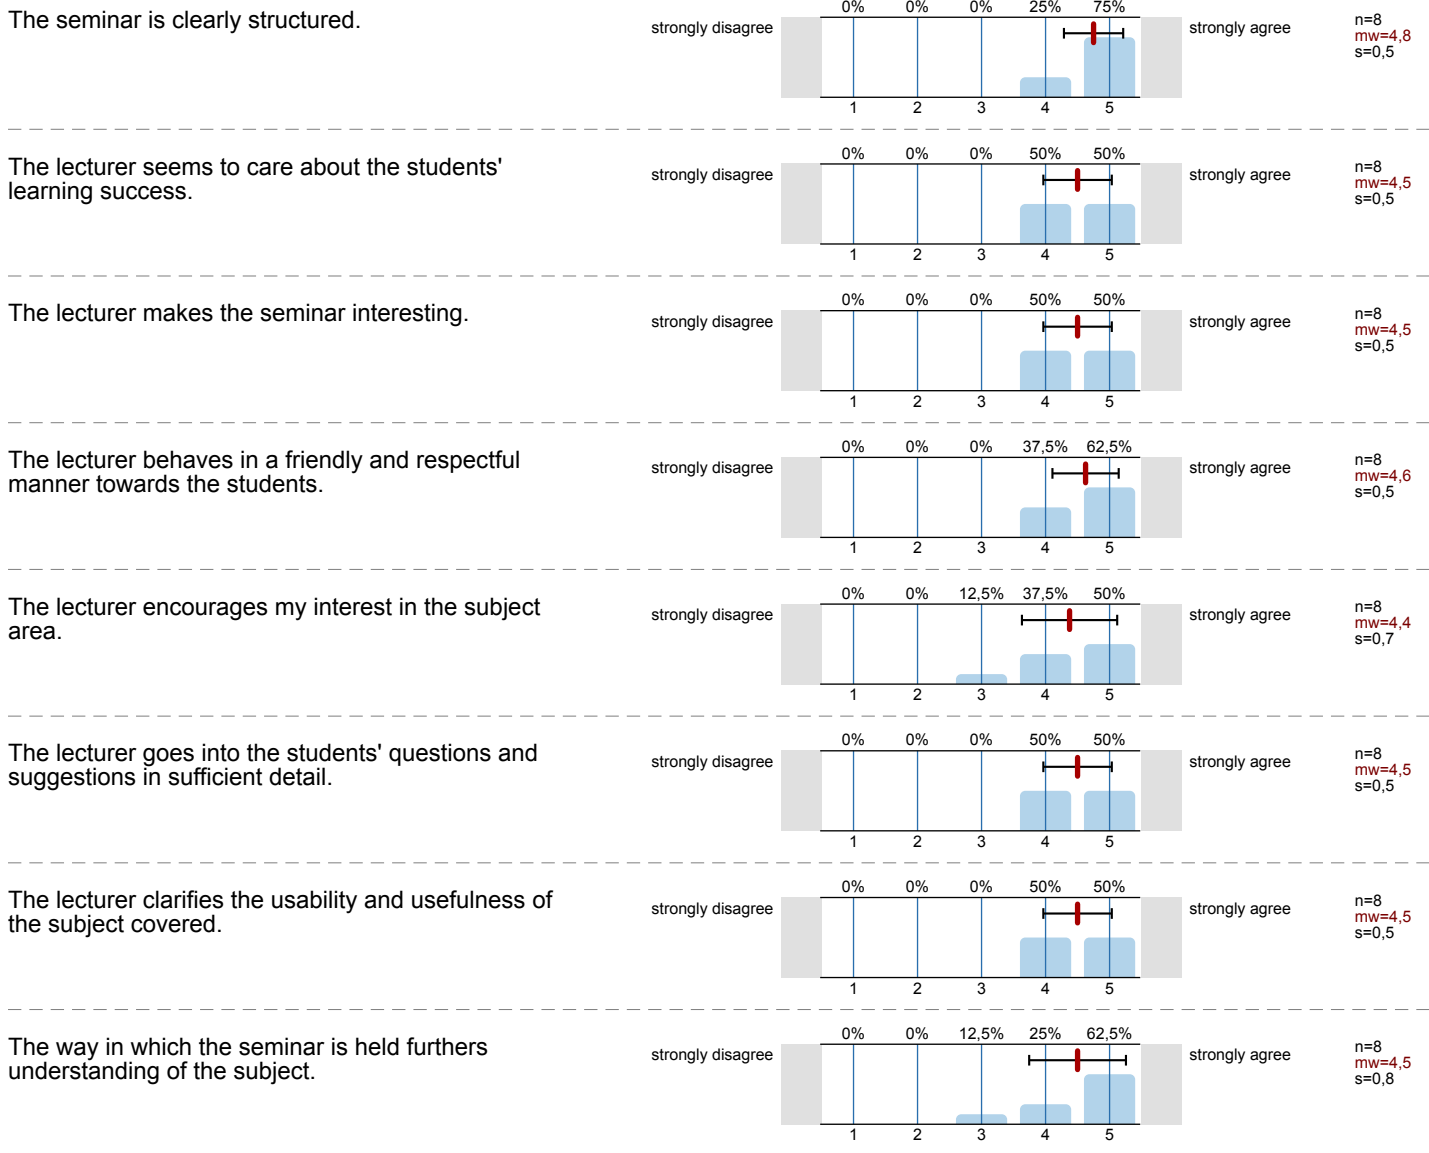 The seminar is clearly structured.
strongly disagree
0% 0% 0% 25% 75%
1 2 3 4 5
strongly agree
n=8
mw=4,8
s=0,5
The lecturer seems to care about the students'
learning success.
strongly disagree
0% 0% 0% 50% 50%
1 2 3 4 5
strongly agree
n=8
mw=4,5
s=0,5
The lecturer makes the seminar interesting.
strongly disagree
0% 0% 0% 50% 50%
1 2 3 4 5
strongly agree
n=8
mw=4,5
s=0,5
The lecturer behaves in a friendly and respectful
manner towards the students.
strongly disagree
0% 0% 0% 37,5% 62,5%
1 2 3 4 5
strongly agree
n=8
mw=4,6
s=0,5
The lecturer encourages my interest in the subject
area.
strongly disagree
0% 0% 12,5% 37,5% 50%
1 2 3 4 5
strongly agree
n=8
mw=4,4
s=0,7
The lecturer goes into the students' questions and
suggestions in sufficient detail.
strongly disagree
0% 0% 0% 50% 50%
1 2 3 4 5
strongly agree
n=8
mw=4,5
s=0,5
The lecturer clarifies the usability and usefulness of
the subject covered.
strongly disagree
0% 0% 0% 50% 50%
1 2 3 4 5
strongly agree
n=8
mw=4,5
s=0,5
The way in which the seminar is held furthers
understanding of the subject.
strongly disagree
0% 0% 12,5% 25% 62,5%
1 2 3 4 5
strongly agree
n=8
mw=4,5
s=0,8